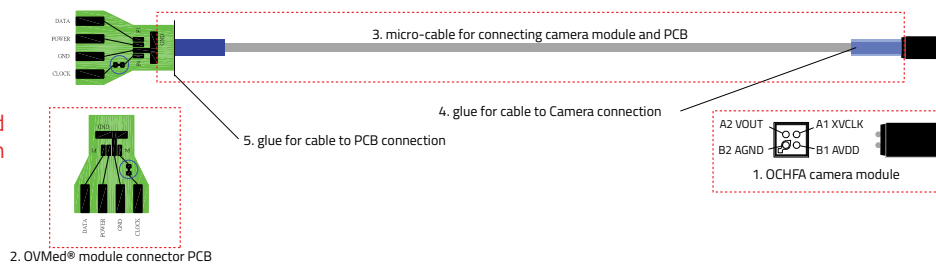 DATA
POWER
GND
CLOCK
GND
3. micro-cable for connecting camera module and PCB
4. glue for cable to Camera connection
5. glue for cable to PCB connection
A2 VOUT
A1 XVCLK
B2 AGND
B1 AVDD
1. OCHFA camera module
GND
DATA
POWER
GND
CLOCK
2. OVMed® module connector PCB